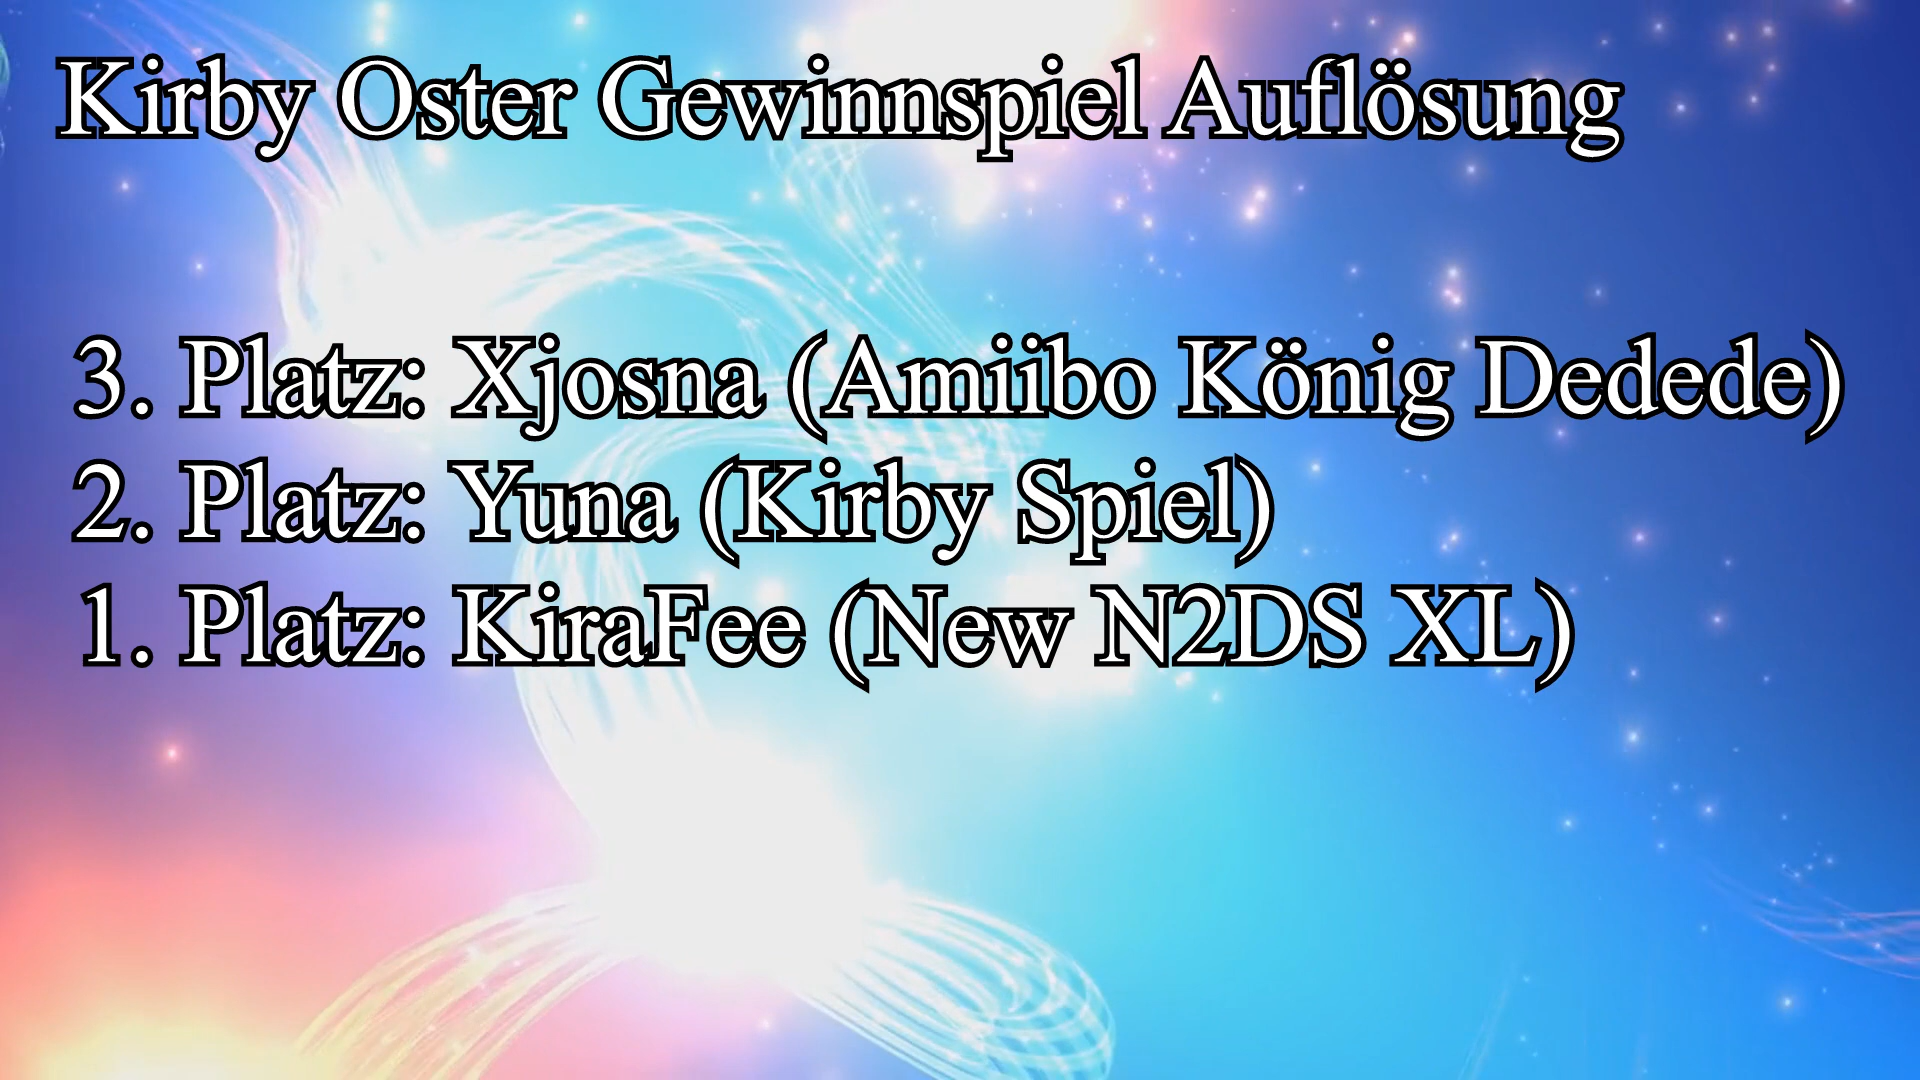 Kirby Oster Gewinnspiel Auflösung
3. Platz: Xjosna (Amiibo König Dedede)
2. Platz: Yuna (Kirby Spiel)
1. Platz: KiraFee (New N2DS XL)